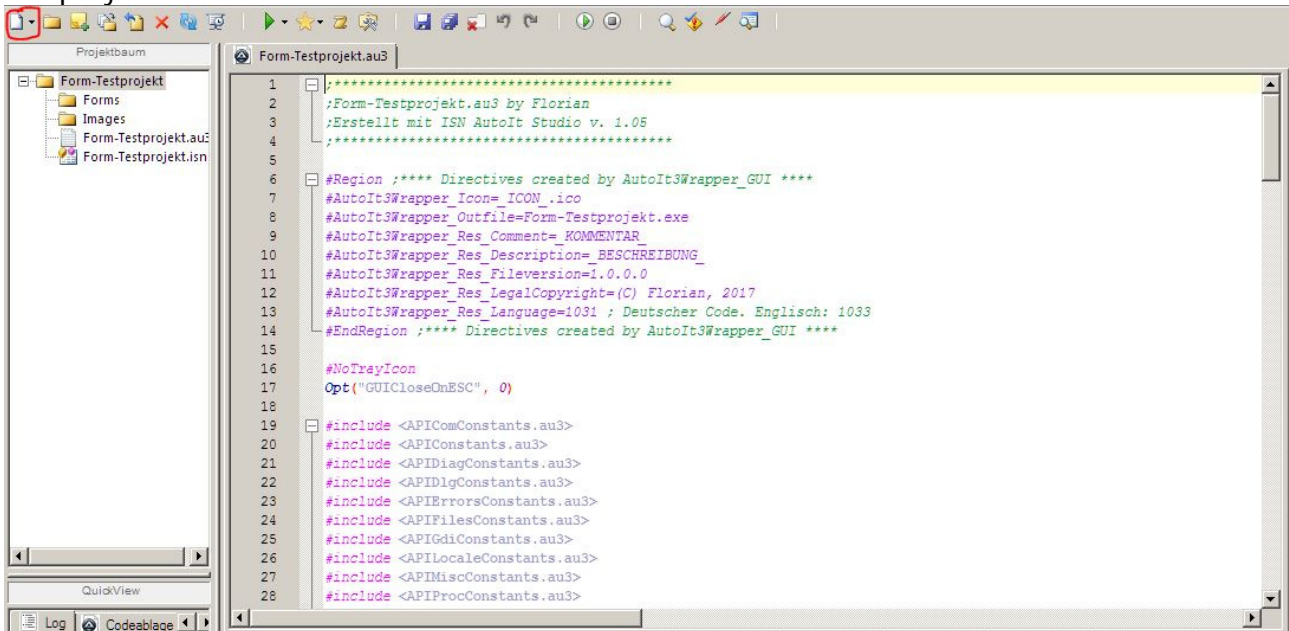 Projektbaum
Form-Testprojekt
Forms
Images
Form-Testprojekt.au3
Form-Testprojekt.isn
QuickView
Log
Codeablage
Form-Testprojekt.au3
1 ;*****************************************
2 ;Form-Testprojekt.au3 by Florian
3 ;Erstellt mit ISN AutoIt Studio v. 1.05
4 ;*****************************************
5
6 #Region ;**** Directives created by AutoIt3Wrapper_GUI ****
7 #AutoIt3Wrapper_Icon=_ICON_.ico
8 #AutoIt3Wrapper_Outfile=Form-Testprojekt.exe
9 #AutoIt3Wrapper_Res_Comment=_KOMMENTAR_
10 #AutoIt3Wrapper_Res_Description=_BESCHREIBUNG_
11 #AutoIt3Wrapper_Res_Fileversion=1.0.0.0
12 #AutoIt3Wrapper_Res_LegalCopyright=(C) Florian, 2017
13 #AutoIt3Wrapper_Res_Language=1031 ; Deutscher Code. Englisch: 1033
14 #EndRegion ;**** Directives created by AutoIt3Wrapper_GUI ****
15
16 #NoTrayIcon
17 Opt("GUICloseOnESC", 0)
18
19 #include <APIComConstants.au3>
20 #include <APIConstants.au3>
21 #include <APIDiagConstants.au3>
22 #include <APIDlgConstants.au3>
23 #include <APIErrorsConstants.au3>
24 #include <APIFilesConstants.au3>
25 #include <APIGdiConstants.au3>
26 #include <APILocaleConstants.au3>
27 #include <APIMiscConstants.au3>
28 #include <APIProcConstants.au3>